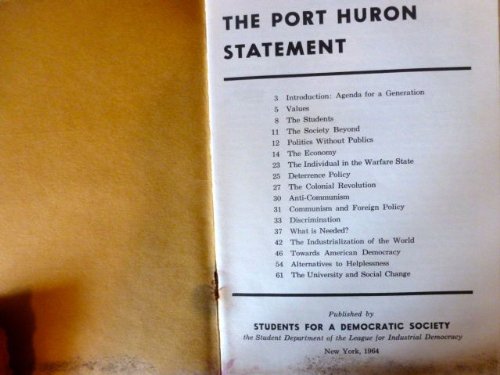 THE PORT HURON
STATEMENT
3 Introduction: Agenda for a Generation
5 Values
8 The Students
11 The Society Beyond
12 Politics Without Publics
14 The Economy
23 The Individual in the Warfare State
25 Deterrence Policy
27 The Colonial Revolution
30 Anti-Communism
31 Communism and Foreign Policy
33 Discrimination
37 What is Needed?
42 The Industrialization of the World
46 Towards American Democracy
54 Alternatives to Helplessness
61 The University and Social Change
Published by
STUDENTS FOR A DEMOCRATIC SOCIETY
the Student Department of the League for Industrial Democracy
New York, 1964